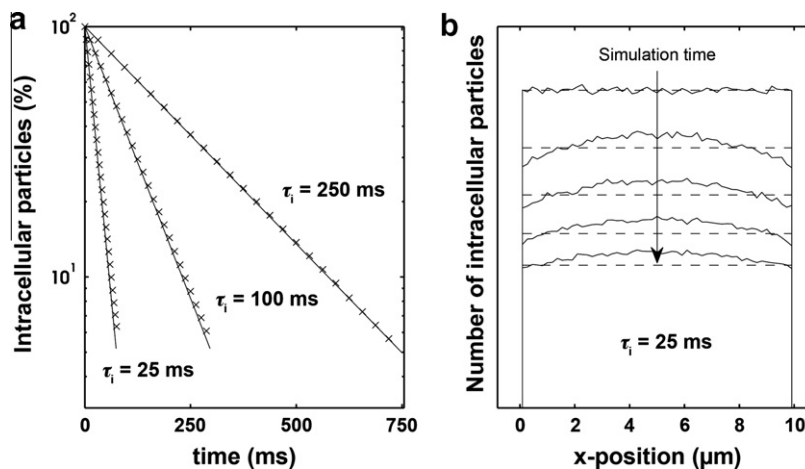 a
Intracellular particles (%)
10²
10¹
τi = 250 ms
τi = 100 ms
τi = 25 ms
0
250
500
750
time (ms)
b
Number of intracellular particles
Simulation time
τi = 25 ms
0
2
4
6
8
10
x-position (μm)